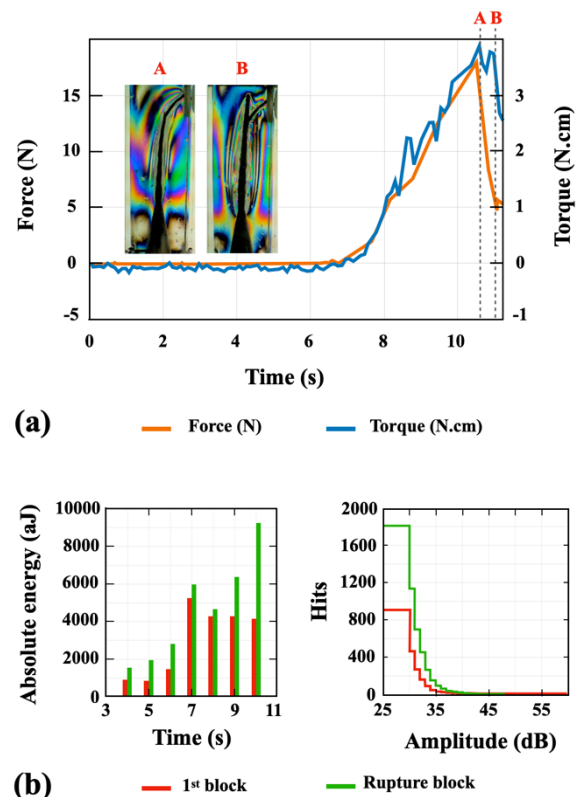 A B
A B
15
10
5
0
-5
3
2
1
0
-1
Force (N)
Torque (N.cm)
0 2 4 6 8 10
Time (s)
(a) Force (N) Torque (N.cm)
10000
8000
6000
4000
2000
0
Absolute energy (aJ)
3 5 7 9 11
Time (s)
2000
1600
1200
800
400
0
Hits
25 35 45 55
Amplitude (dB)
(b) 1st block Rupture block